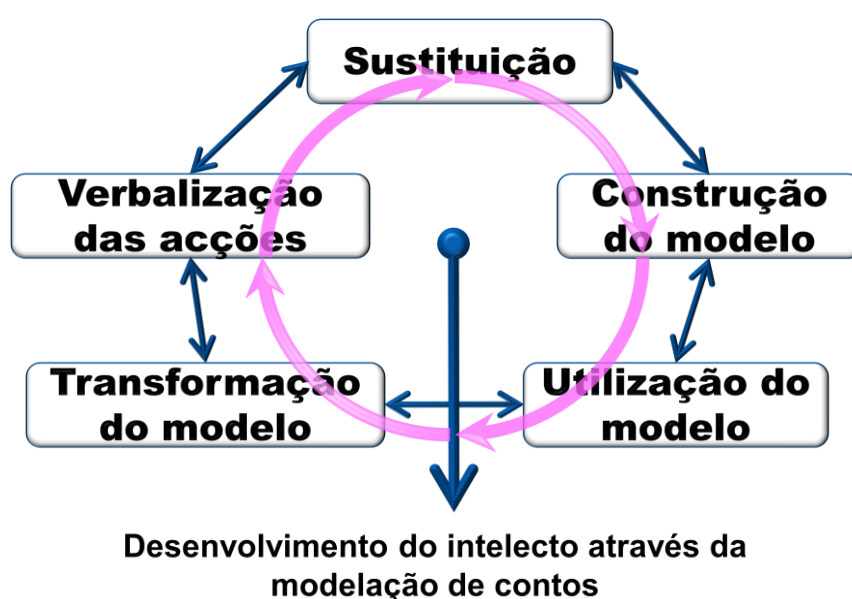 Sustituição
Verbalização
das acções
Construção
do modelo
Transformação
do modelo
Utilização do
modelo
Desenvolvimento do intelecto através da
modelação de contos